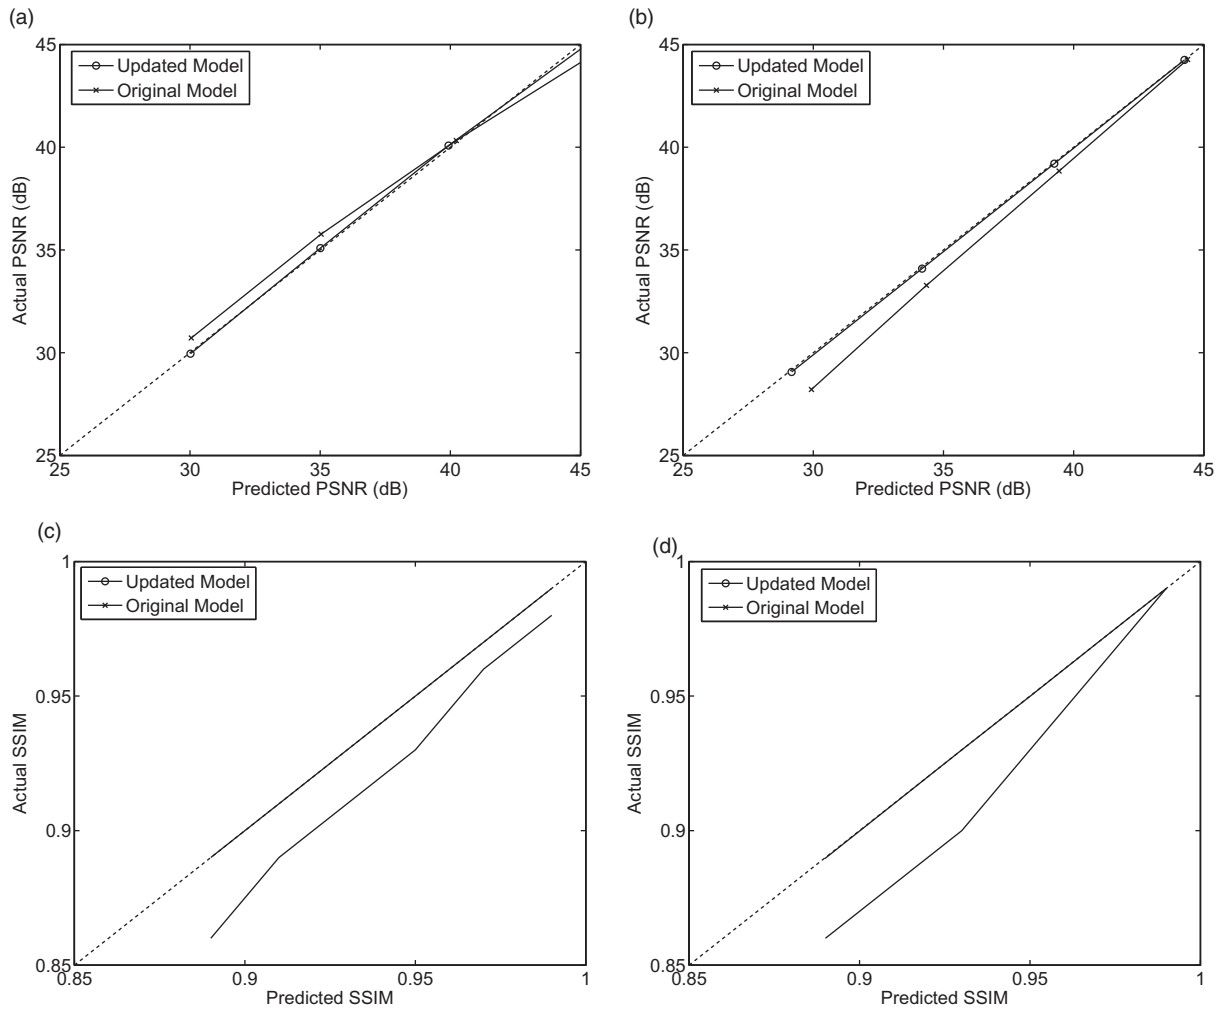 (a)
45
40
35
30
25
25
30
35
40
45
Updated Model
Original Model
Actual PSNR (dB)
Predicted PSNR (dB)
(b)
45
40
35
30
25
25
30
35
40
45
Updated Model
Original Model
Actual PSNR (dB)
Predicted PSNR (dB)
(c)
1
0.95
0.9
0.85
0.85
0.9
0.95
1
Updated Model
Original Model
Actual SSIM
Predicted SSIM
(d)
1
0.95
0.9
0.85
0.85
0.9
0.95
1
Updated Model
Original Model
Actual SSIM
Predicted SSIM